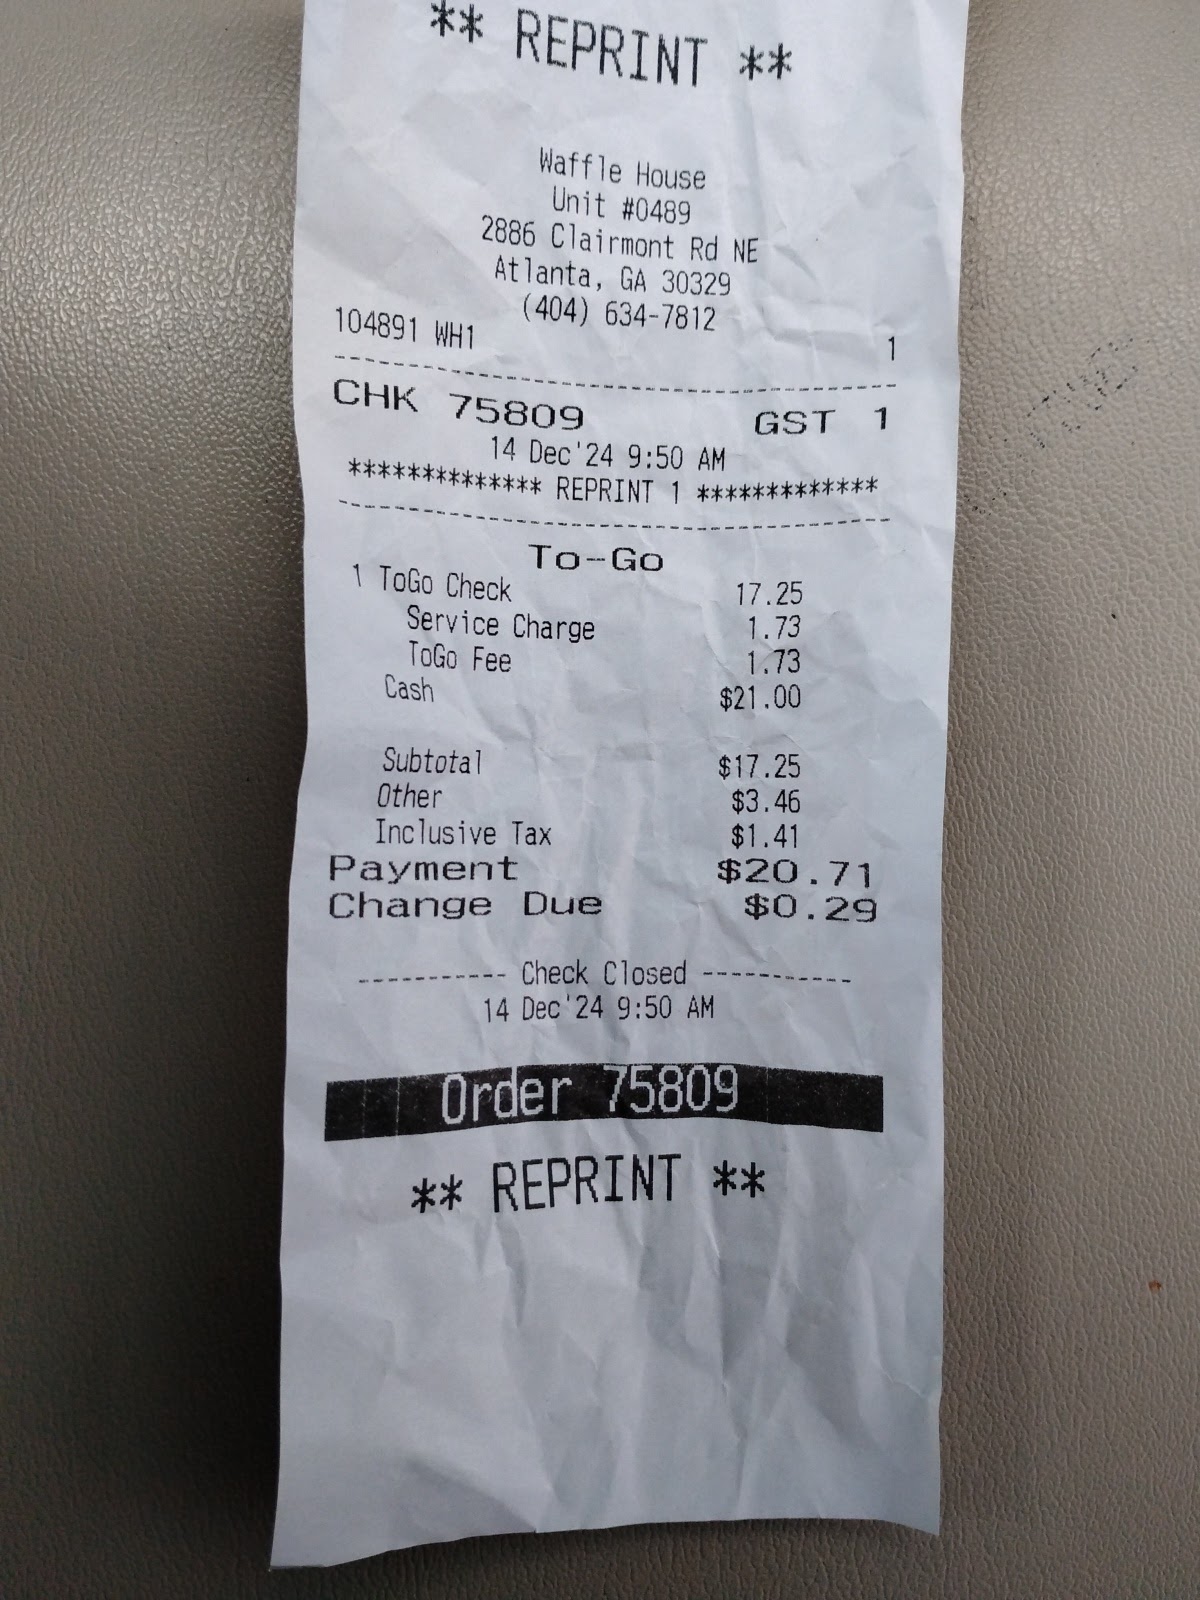 ** REPRINT **
Waffle House
Unit #0489
2886 Clairmont Rd NE
Atlanta, GA 30329
(404) 634-7812
104891 WH1 1
----------------------------------------
CHK 75809 GST 1
14 Dec'24 9:50 AM
************** REPRINT 1 *************
----------------------------------------
To-Go
1 ToGo Check 17.25
Service Charge 1.73
ToGo Fee 1.73
Cash $21.00
Subtotal $17.25
Other $3.46
Inclusive Tax $1.41
Payment $20.71
Change Due $0.29
----------- Check Closed -----------
14 Dec'24 9:50 AM
Order 75809
** REPRINT **